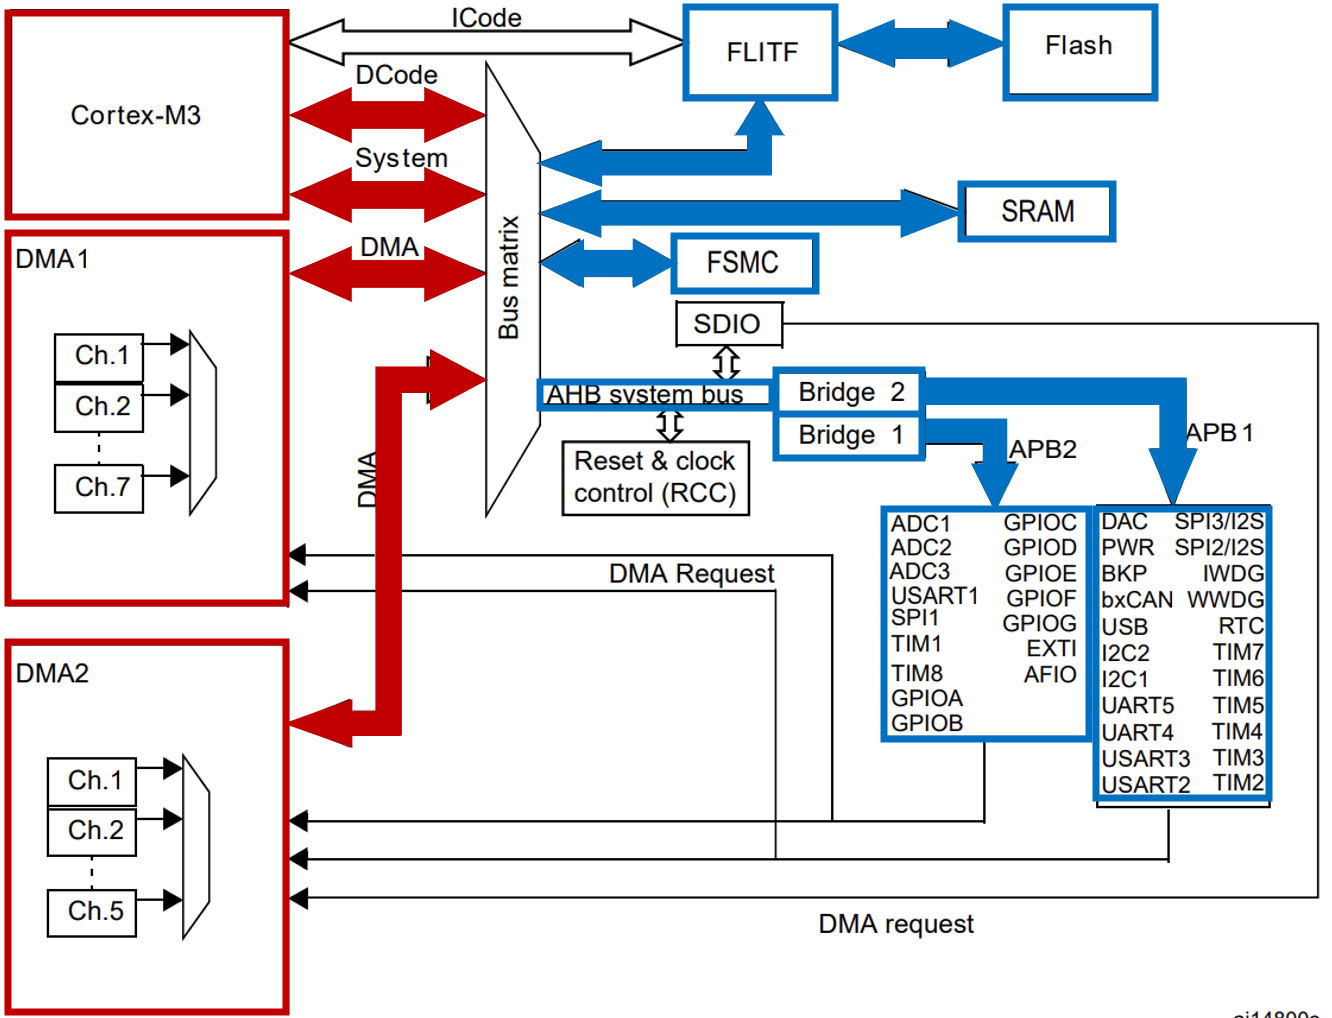 ICode
FLITF
Flash
Cortex-M3
DCode
System
SRAM
DMA1
DMA
Bus matrix
FSMC
SDIO
Ch.1
Ch.2
Ch.7
AHB system bus
Bridge 2
Bridge 1
APB2
APB1
Reset & clock
control (RCC)
DMA
DMA Request
ADC1 GPIOC
ADC2 GPIOD
ADC3 GPIOE
USART1 GPIOF
SPI1 GPIOG
TIM1 EXTI
TIM8 AFIO
GPIOA
GPIOB
DAC SPI3/I2S
PWR SPI2/I2S
BKP IWDG
bxCAN WWDG
USB RTC
I2C2 TIM7
I2C1 TIM6
UART5 TIM5
UART4 TIM4
USART3 TIM3
USART2 TIM2
DMA2
Ch.1
Ch.2
Ch.5
DMA request